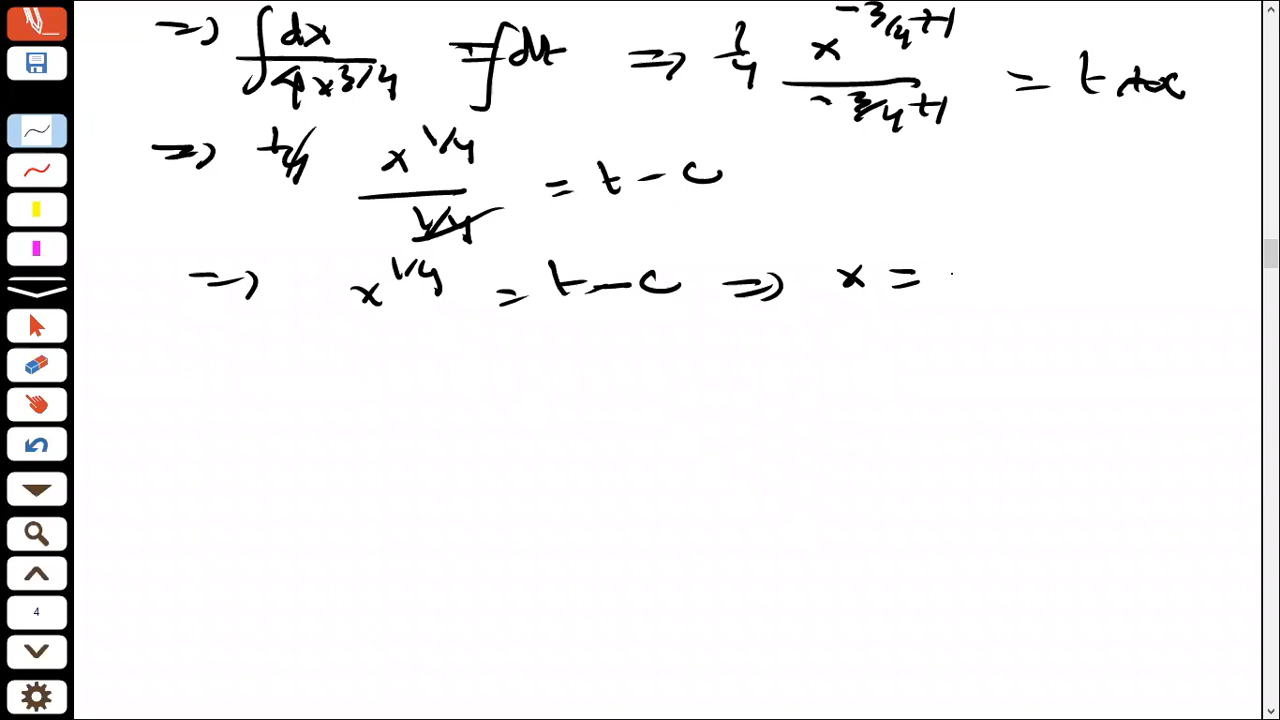 => ∫ dx / 4x^3/4 = ∫ dt => 1/4 x^-3/4+1 / -3/4+1 = t
=> 1/4 x^1/4 / 1/4 = t - c
=> x^1/4 = t - c => x =
4